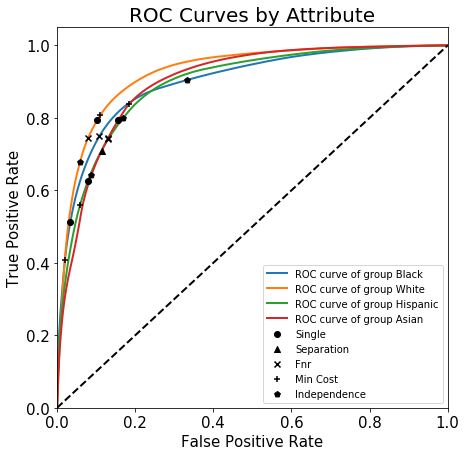 ROC Curves by Attribute
1.0
0.8
0.6
0.4
0.2
0.0
True Positive Rate
ROC curve of group Black
ROC curve of group White
ROC curve of group Hispanic
ROC curve of group Asian
Single
Separation
Fnr
Min Cost
Independence
0.0 0.2 0.4 0.6 0.8 1.0
False Positive Rate